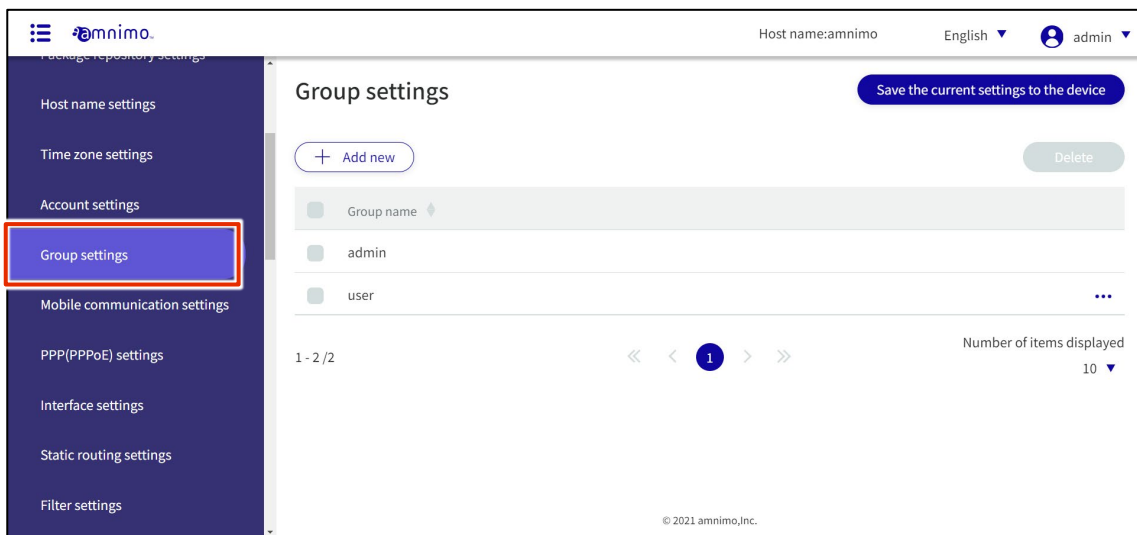 amnimo
Host name:amnimo
English
admin
Package repository settings
Host name settings
Time zone settings
Account settings
Group settings
Mobile communication settings
PPP(PPPoE) settings
Interface settings
Static routing settings
Filter settings
Group settings
Save the current settings to the device
+ Add new
Delete
Group name
admin
user
•••
1 - 2 /2
« < 1 > »
Number of items displayed
10
© 2021 amnimo,Inc.